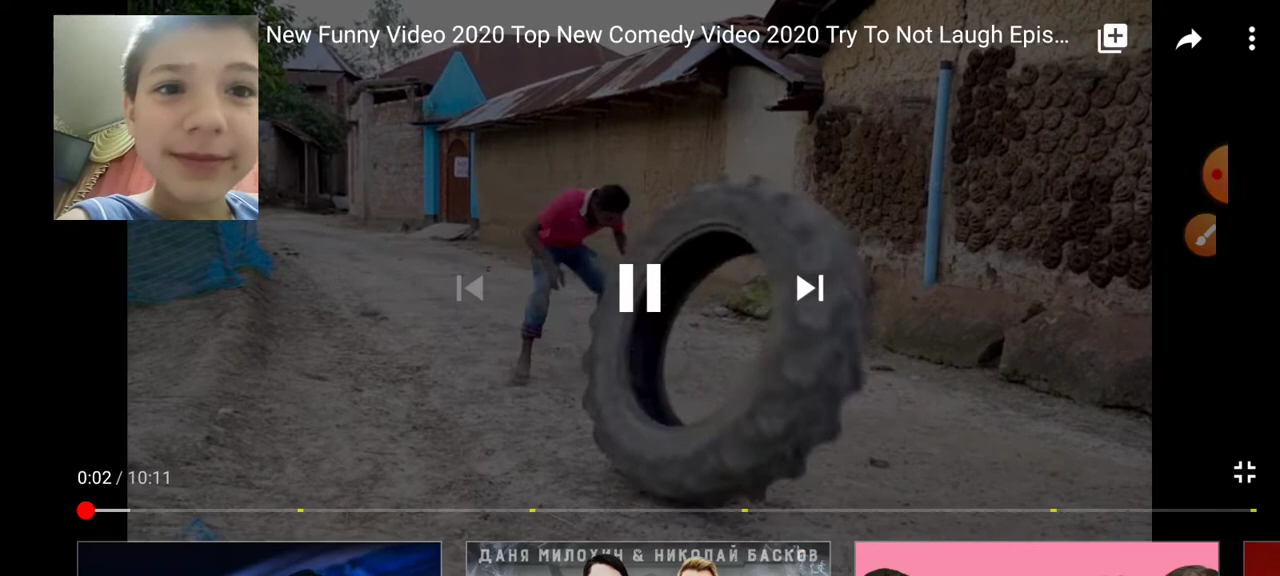 New Funny Video 2020 Top New Comedy Video 2020 Try To Not Laugh Epis...
0:02 / 10:11
ДАНЯ МИЛОХИН & НИКОЛАЙ БАСКОВ